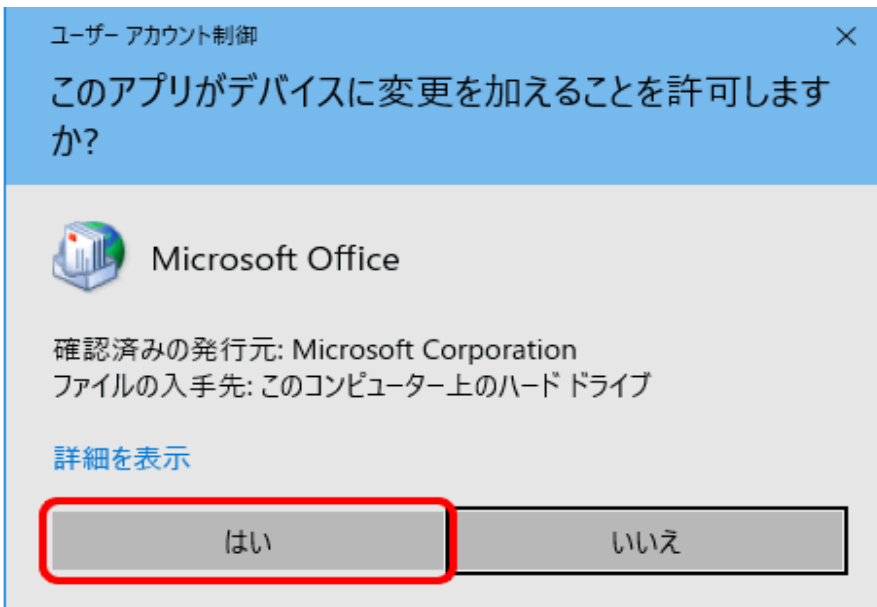 ユーザー アカウント制御
このアプリがデバイスに変更を加えることを許可します
か?
Microsoft Office
確認済みの発行元: Microsoft Corporation
ファイルの入手先: このコンピューター上のハード ドライブ
詳細を表示
はい
いいえ